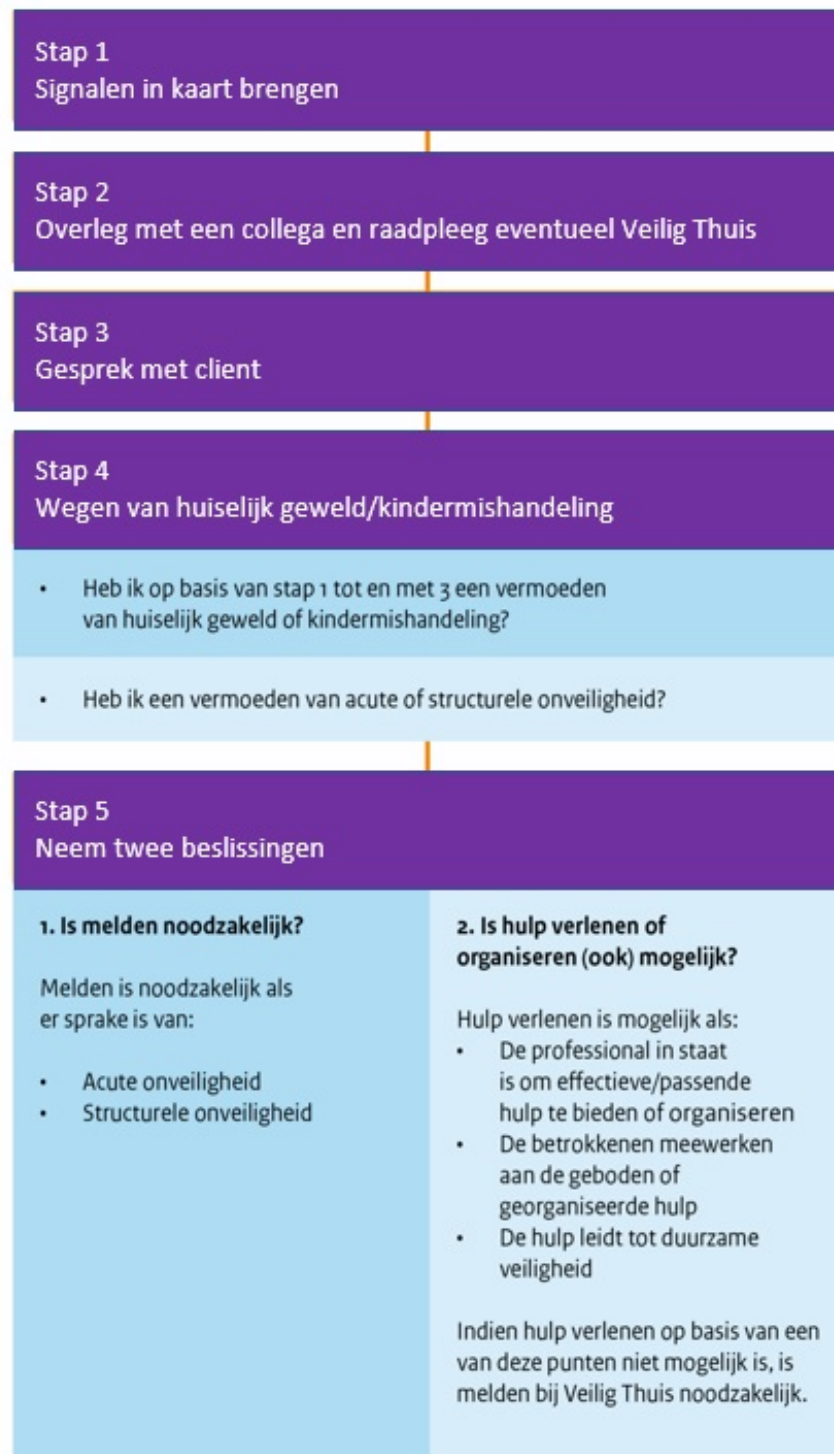 Stap 1
Signalen in kaart brengen
Stap 2
Overleg met een collega en raadpleeg eventueel Veilig Thuis
Stap 3
Gesprek met client
Stap 4
Wegen van huiselijk geweld/kindermishandeling
• Heb ik op basis van stap 1 tot en met 3 een vermoeden
van huiselijk geweld of kindermishandeling?
• Heb ik een vermoeden van acute of structurele onveiligheid?
Stap 5
Neem twee beslissingen
1. Is melden noodzakelijk?
Melden is noodzakelijk als
er sprake is van:
• Acute onveiligheid
• Structurele onveiligheid
2. Is hulp verlenen of
organiseren (ook) mogelijk?
Hulp verlenen is mogelijk als:
• De professional in staat
is om effectieve/passende
hulp te bieden of organiseren
• De betrokkenen meewerken
aan de geboden of
georganiseerde hulp
• De hulp leidt tot duurzame
veiligheid
Indien hulp verlenen op basis van een
van deze punten niet mogelijk is, is
melden bij Veilig Thuis noodzakelijk.